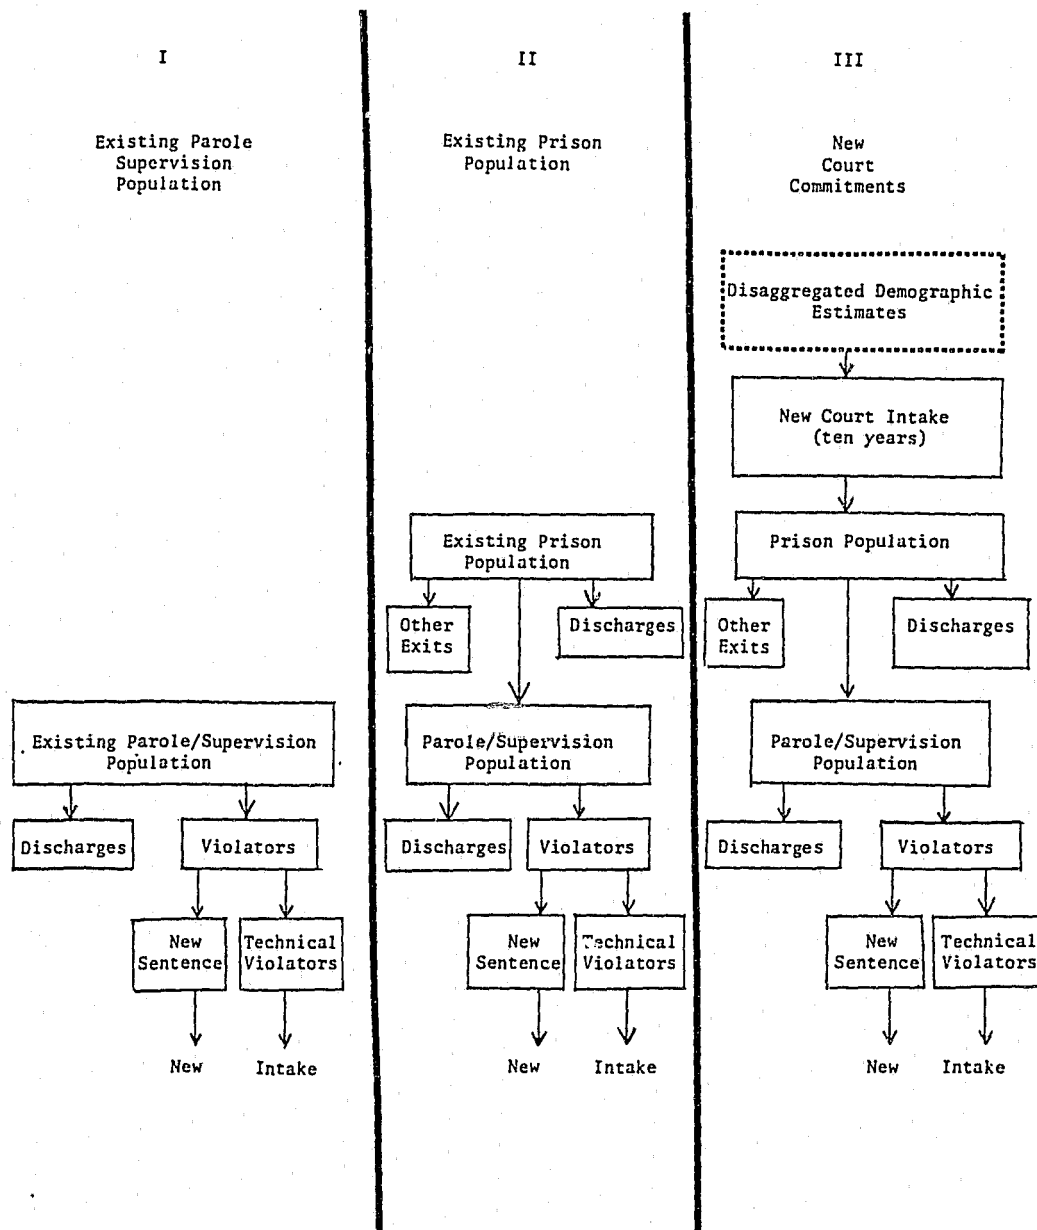 I
Existing Parole
Supervision
Population
Existing Parole/Supervision
Population
Discharges
Violators
New
Sentence
Technical
Violators
New
Intake
II
Existing Prison
Population
Existing Prison
Population
Other
Exits
Discharges
Parole/Supervision
Population
Discharges
Violators
New
Sentence
Technical
Violators
New
Intake
III
New
Court
Commitments
Disaggregated Demographic
Estimates
New Court Intake
(ten years)
Prison Population
Other
Exits
Discharges
Parole/Supervision
Population
Discharges
Violators
New
Sentence
Technical
Violators
New
Intake